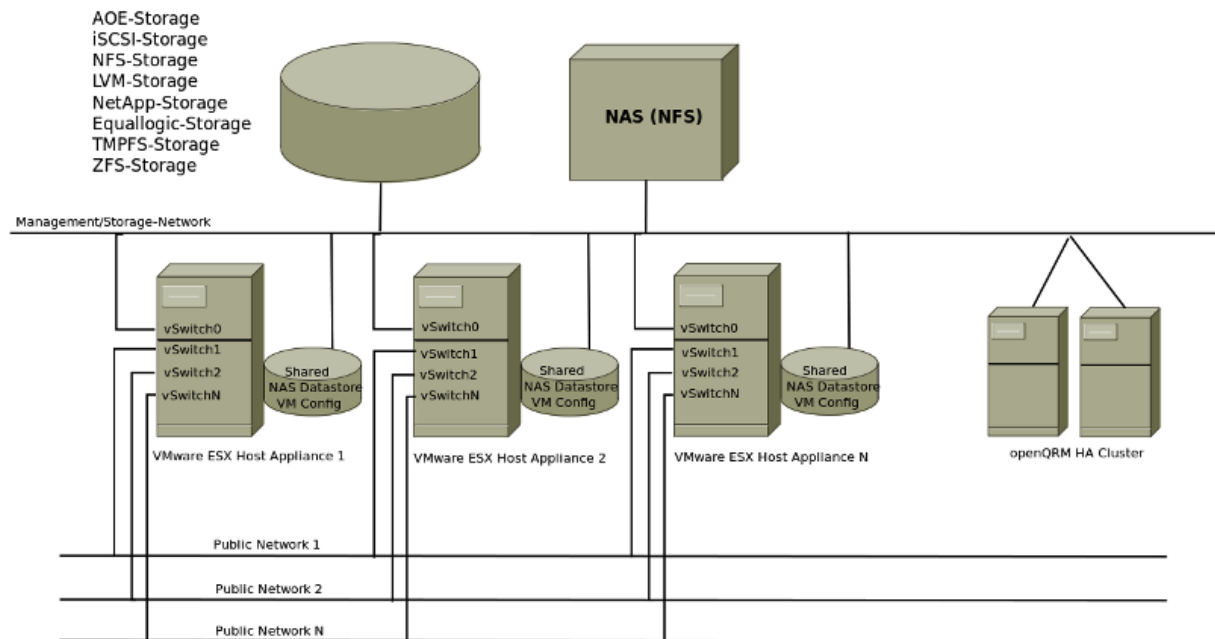 AOE-Storage
iSCSI-Storage
NFS-Storage
LVM-Storage
NetApp-Storage
Equallogic-Storage
TMPFS-Storage
ZFS-Storage
NAS (NFS)
Management/Storage-Network
vSwitch0
vSwitch1
vSwitch2
vSwitchN
Shared
NAS Datastore
VM Config
VMware ESX Host Appliance 1
vSwitch0
vSwitch1
vSwitch2
vSwitchN
Shared
NAS Datastore
VM Config
VMware ESX Host Appliance 2
vSwitch0
vSwitch1
vSwitch2
vSwitchN
Shared
NAS Datastore
VM Config
VMware ESX Host Appliance N
openQRM HA Cluster
Public Network 1
Public Network 2
Public Network N